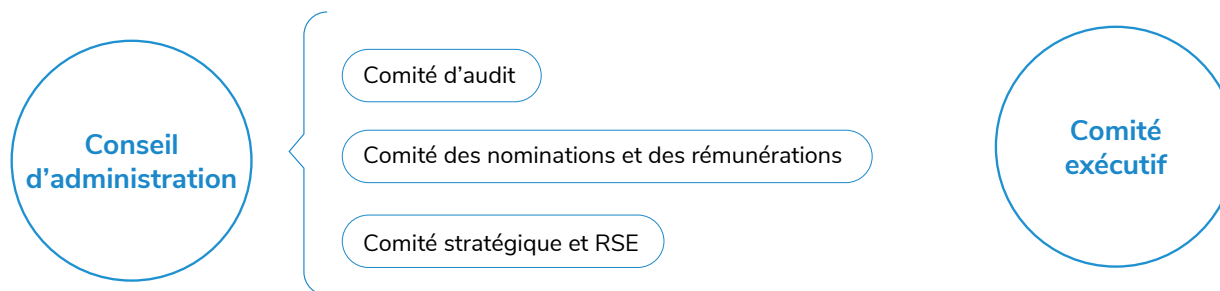 Conseil
d’administration
Comité d’audit
Comité des nominations et des rémunérations
Comité stratégique et RSE
Comité
exécutif